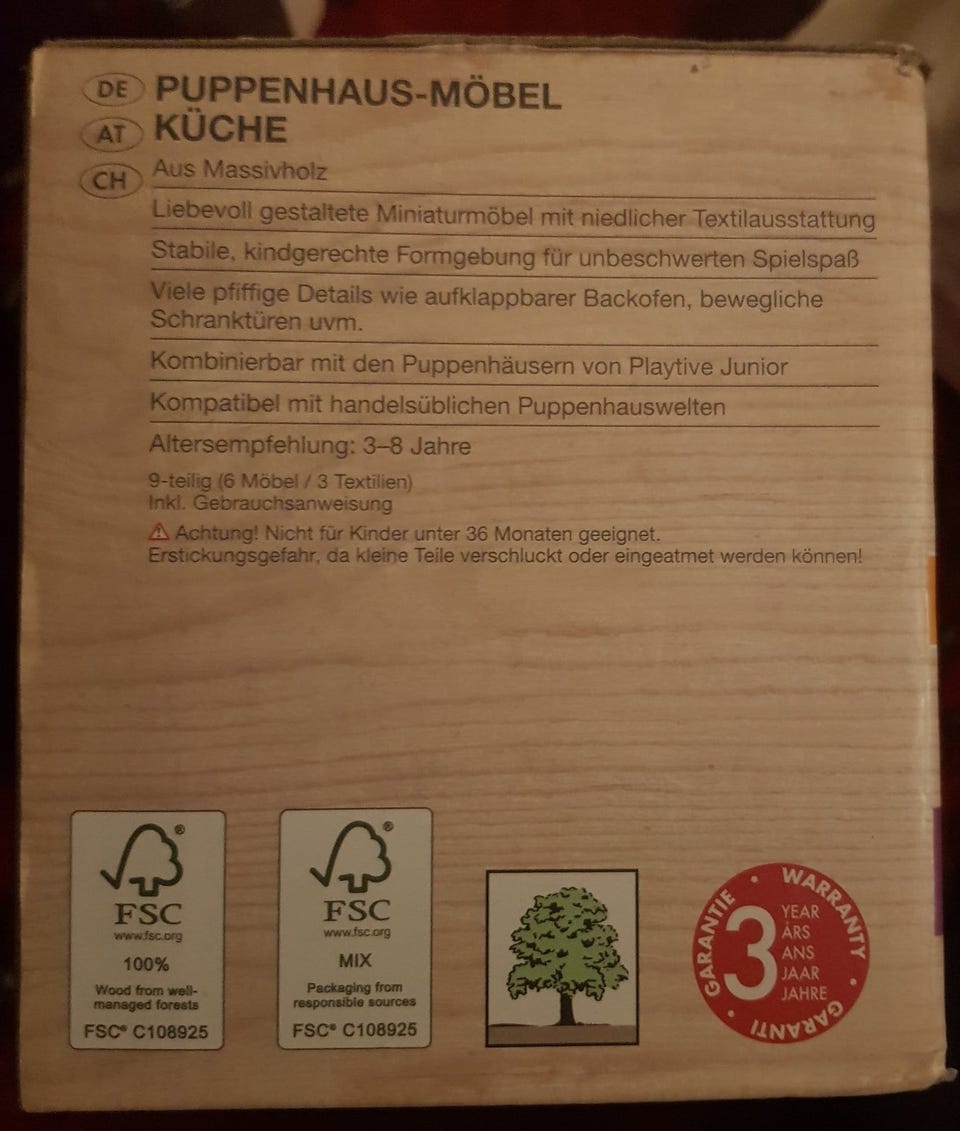 DE PUPPENHAUS-MÖBEL
AT KÜCHE
CH Aus Massivholz
Liebevoll gestaltete Miniaturmöbel mit niedlicher Textilausstattung
Stabile, kindgerechte Formgebung für unbeschwerten Spielspaß
Viele pfiffige Details wie aufklappbarer Backofen, bewegliche
Schranktüren uvm.
Kombinierbar mit den Puppenhäusern von Playtive Junior
Kompatibel mit handelsüblichen Puppenhauswelten
Altersempfehlung: 3–8 Jahre
9-teilig (6 Möbel / 3 Textilien)
Inkl. Gebrauchsanweisung
⚠ Achtung! Nicht für Kinder unter 36 Monaten geeignet.
Erstickungsgefahr, da kleine Teile verschluckt oder eingeatmet werden können!
®
FSC
www.fsc.org
100%
Wood from well-
managed forests
FSC® C108925
®
FSC
www.fsc.org
MIX
Packaging from
responsible sources
FSC® C108925
GARANTIE • WARRANTY • GARANTI •
3
YEAR
ÅRS
ANS
JAAR
JAHRE